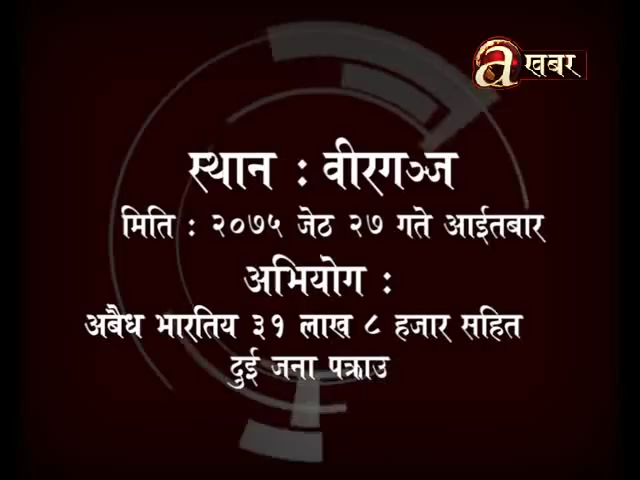 a खबर
स्थान : वीरगञ्ज
मिति : २०७५ जेठ २७ गते आईतबार
अभियोग :
अबैध भारतिय ३१ लाख ८ हजार सहित
दुई जना पक्राउ